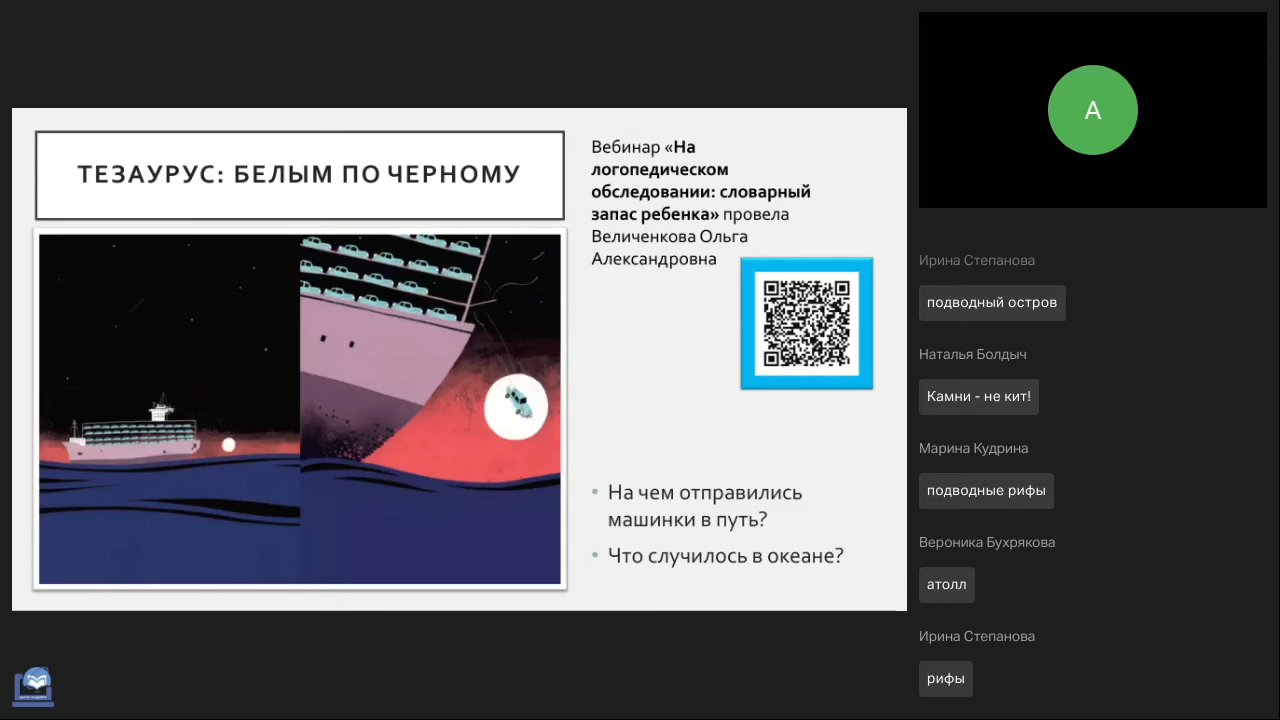 ТЕЗАУРУС: БЕЛЫМ ПО ЧЕРНОМУ
Вебинар «На
логопедическом
обследовании: словарный
запас ребенка» провела
Величенкова Ольга
Александровна
На чем отправились
машинки в путь?
Что случилось в океане?
А
Ирина Степанова
подводный остров
Наталья Болдыч
Камни - не кит!
Марина Кудрина
подводные рифы
Вероника Бухрякова
атолл
Ирина Степанова
рифы